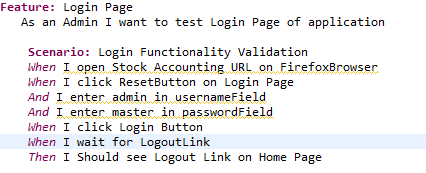 Feature: Login Page
As an Admin I want to test Login Page of application
Scenario: Login Functionality Validation
When I open Stock Accounting URL on FirefoxBrowser
When I click ResetButton on Login Page
And I enter admin in usernameField
And I enter master in passwordField
When I click Login Button
When I wait for LogoutLink
Then I Should see Logout Link on Home Page